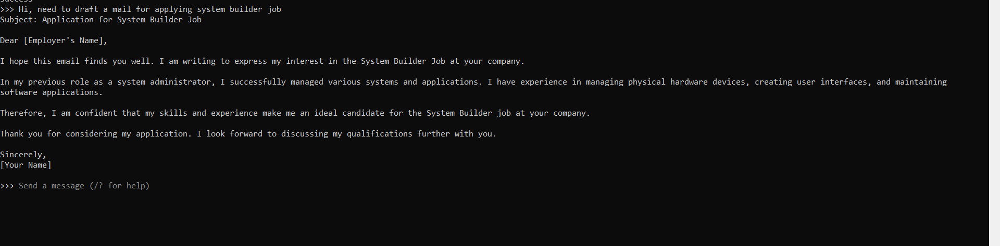 success
>>> Hi, need to draft a mail for applying system builder job
Subject: Application for System Builder Job
Dear [Employer's Name],
I hope this email finds you well. I am writing to express my interest in the System Builder Job at your company.
In my previous role as a system administrator, I successfully managed various systems and applications. I have experience in managing physical hardware devices, creating user interfaces, and maintaining
software applications.
Therefore, I am confident that my skills and experience make me an ideal candidate for the System Builder job at your company.
Thank you for considering my application. I look forward to discussing my qualifications further with you.
Sincerely,
[Your Name]
>>> Send a message (/? for help)